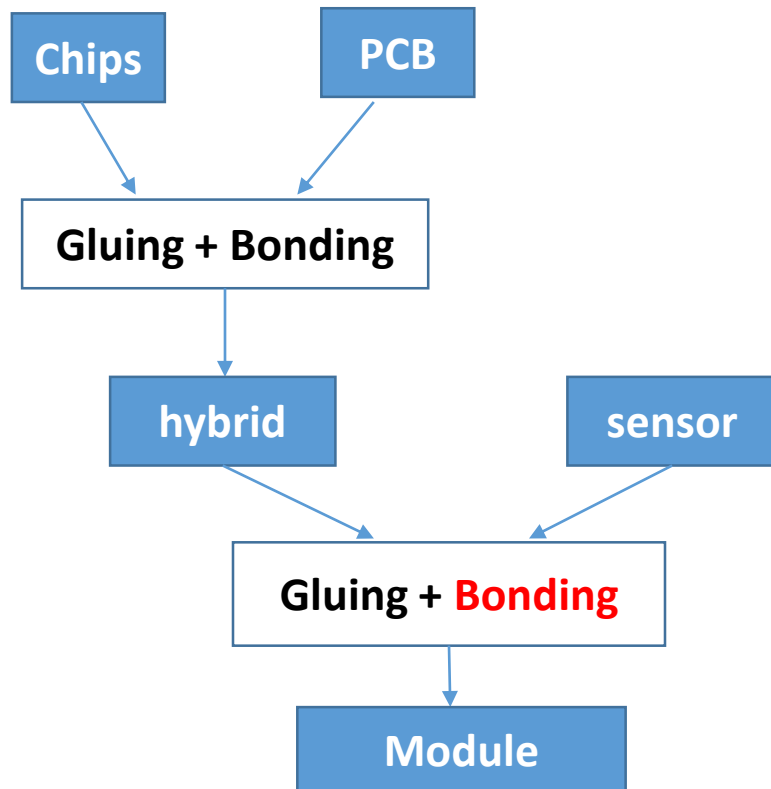 Chips
PCB
Gluing + Bonding
hybrid
sensor
Gluing + Bonding
Module